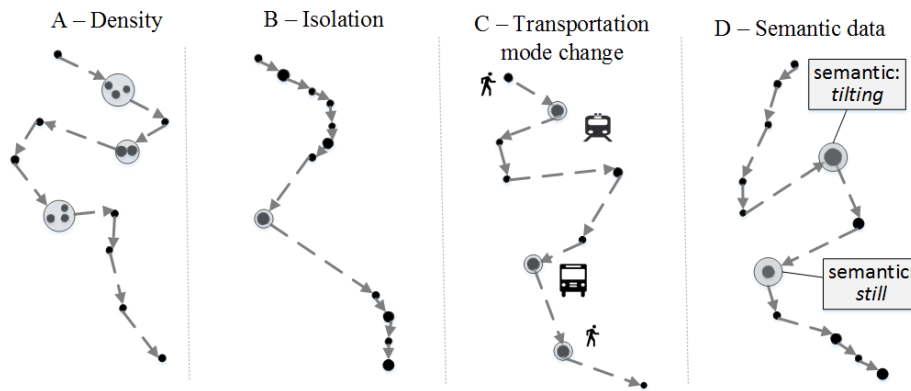 A – Density
B – Isolation
C – Transportation
mode change
D – Semantic data
semantic:
tilting
semantic:
still